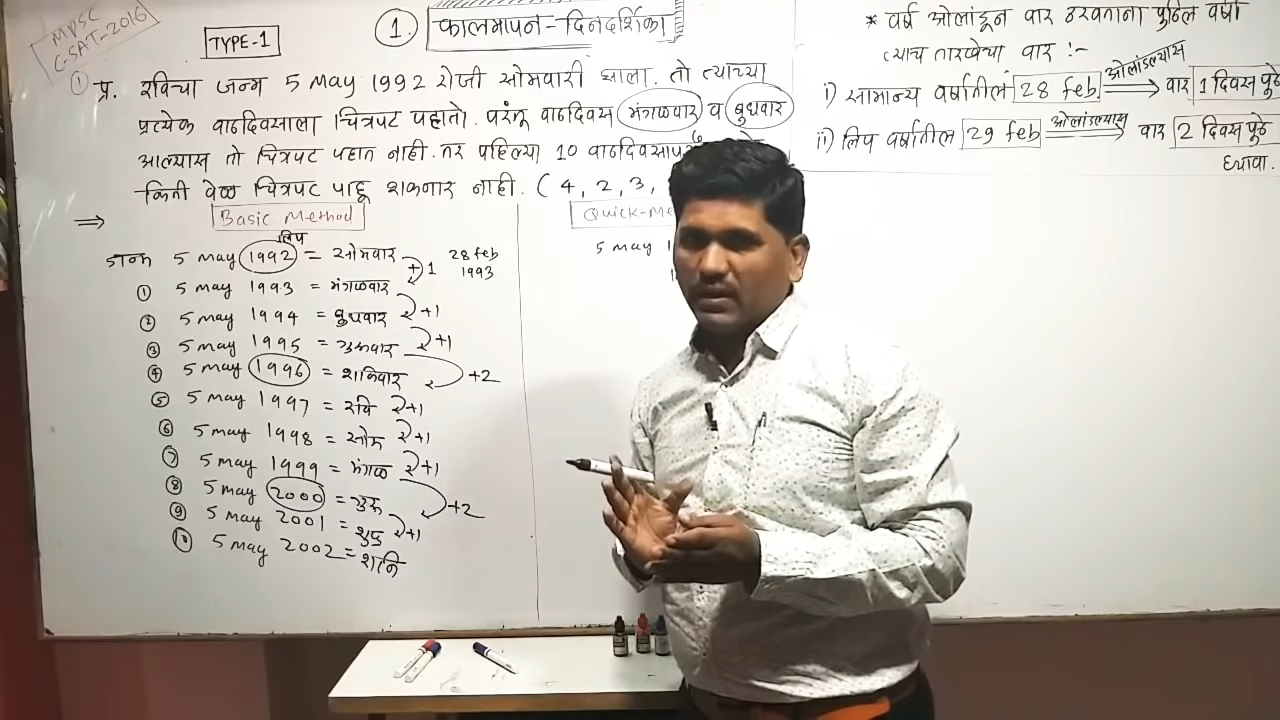 MPSC
C-SAT-2016
TYPE-1
1. कालमापन-दिनदर्शिका
① प्र. रविचा जन्म 5 May 1992 रोजी सोमवारी झाला. तो त्याच्या
प्रत्येक वाढदिवसाला चित्रपट पहातो. परंतू वाढदिवस मंगळवार व बुधवार
आल्यास तो चित्रपट पहात नाही. तर पहिल्या 10 वाढदिवसाप
किती वेळ चित्रपट पाहू शकणार नाही. ( 4, 2, 3,
⇒ Basic Method
लिप
जन्म 5 may 1992 = सोमवार +1 28 feb 1993
① 5 may 1993 = मंगळवार
② 5 may 1994 = बुधवार +1
③ 5 may 1995 = गुरुवार +1
④ 5 may 1996 = शनिवार +2
⑤ 5 may 1997 = रवि +1
⑥ 5 may 1998 = सोम +1
⑦ 5 may 1999 = मंगळ +1
⑧ 5 may 2000 = गुरु +2
⑨ 5 may 2001 = शुक्र +1
⑩ 5 may 2002 = शनि
Quick-Me
5 may 1
* वर्ष ओलांडून वार ठरवताना पुढिल वर्षी
त्याच तारखेचा वार :-
i) सामान्य वर्षातील 28 feb ओलांडल्यास ⇒ वार 1 दिवस पुढे
ii) लिप वर्षातील 29 feb ओलांडल्यास ⇒ वार 2 दिवस पुढे
घ्यावा.